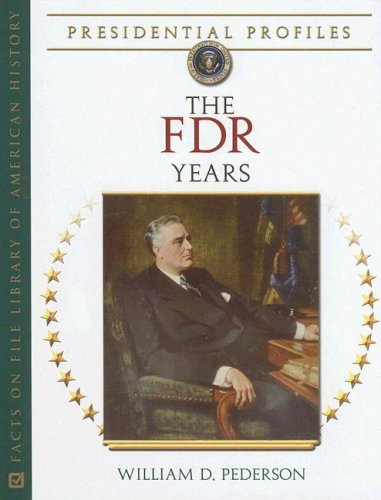 PRESIDENTIAL PROFILES
THE
FDR
YEARS
WILLIAM D. PEDERSON
FACTS ON FILE LIBRARY OF AMERICAN HISTORY